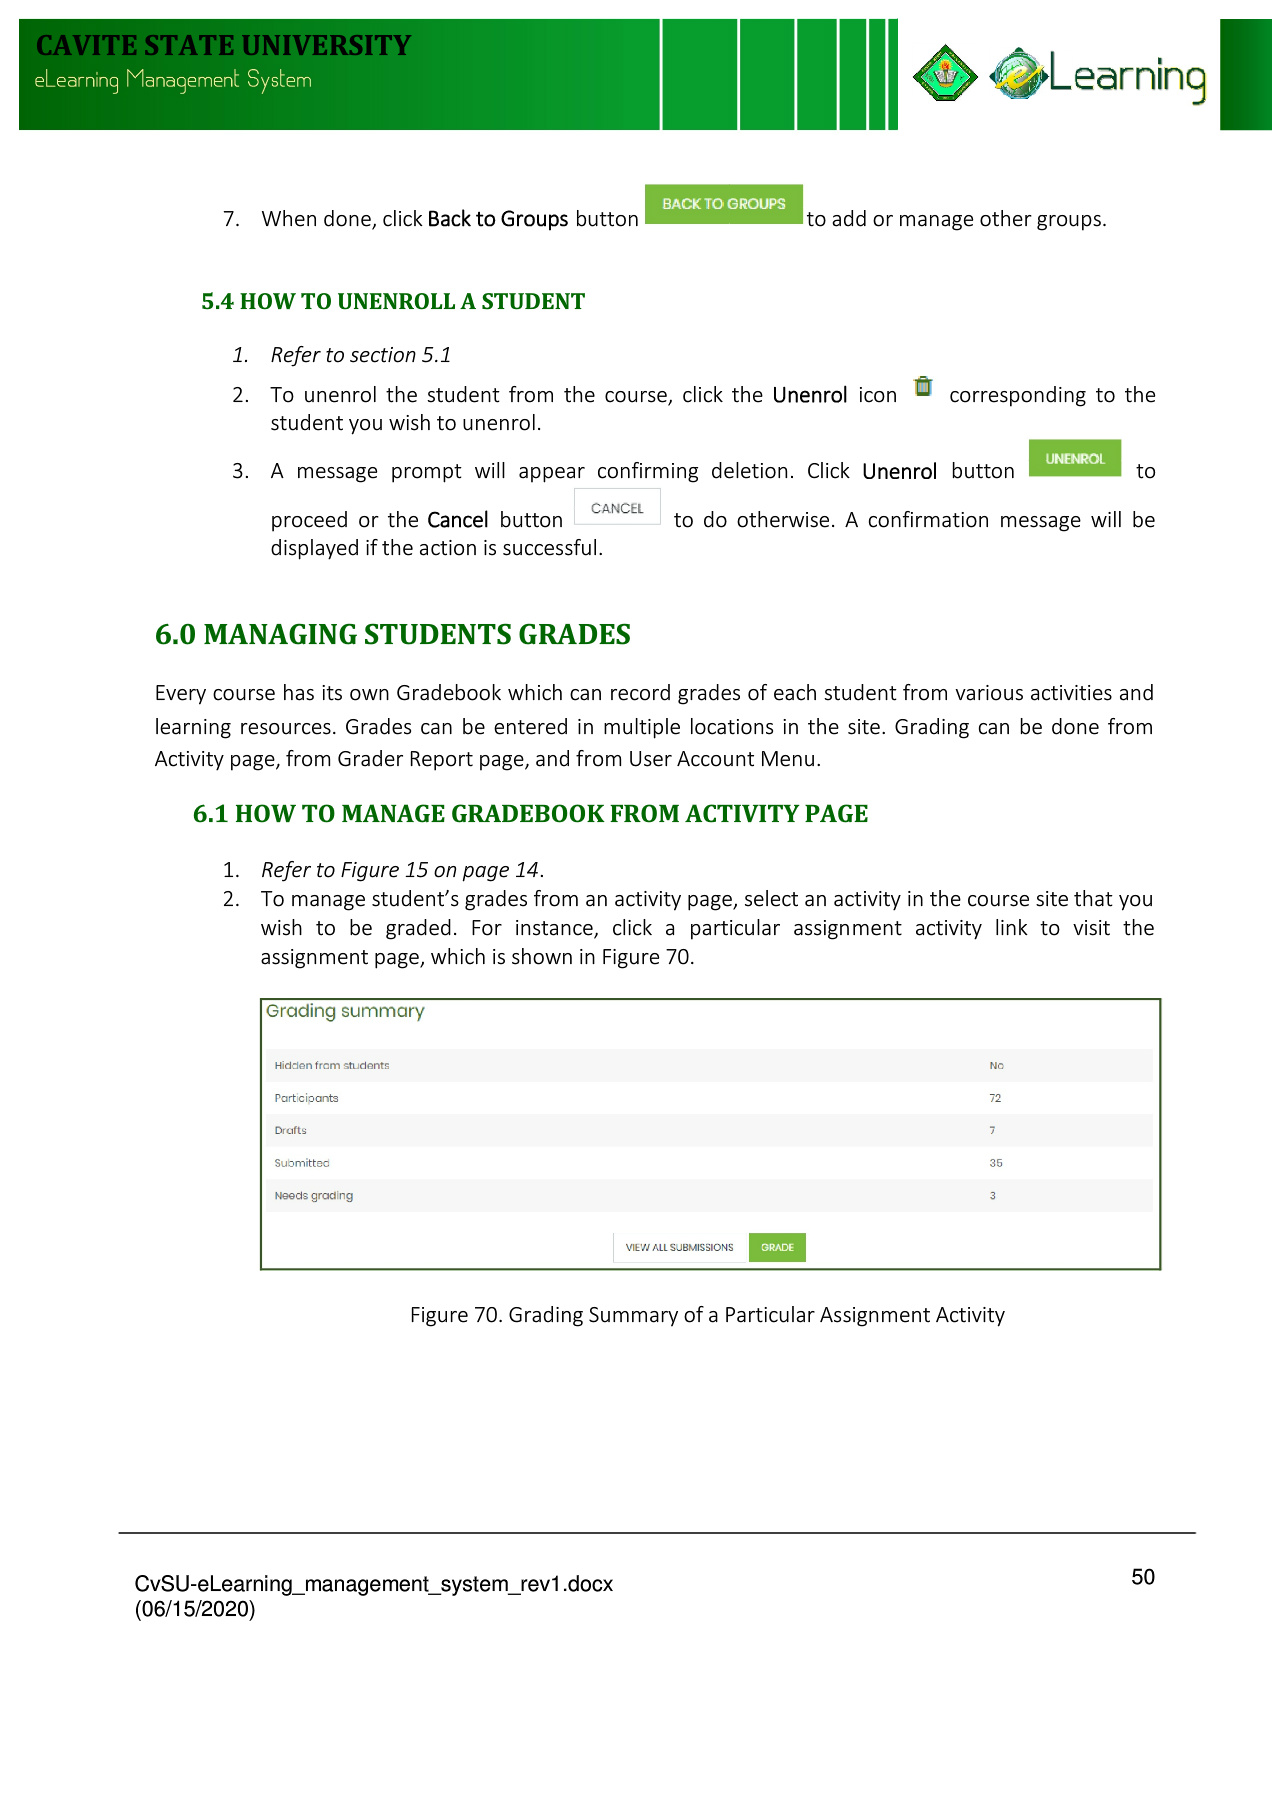 CAVITE STATE UNIVERSITY
eLearning Management System
eLearning
7. When done, click Back to Groups button BACK TO GROUPS to add or manage other groups.
5.4 HOW TO UNENROLL A STUDENT
1. Refer to section 5.1
2. To unenrol the student from the course, click the Unenrol icon corresponding to the
student you wish to unenrol.
3. A message prompt will appear confirming deletion. Click Unenrol button UNENROL to
proceed or the Cancel button CANCEL to do otherwise. A confirmation message will be
displayed if the action is successful.
6.0 MANAGING STUDENTS GRADES
Every course has its own Gradebook which can record grades of each student from various activities and
learning resources. Grades can be entered in multiple locations in the site. Grading can be done from
Activity page, from Grader Report page, and from User Account Menu.
6.1 HOW TO MANAGE GRADEBOOK FROM ACTIVITY PAGE
1. Refer to Figure 15 on page 14.
2. To manage student’s grades from an activity page, select an activity in the course site that you
wish to be graded. For instance, click a particular assignment activity link to visit the
assignment page, which is shown in Figure 70.
Grading summary
Hidden from students No
Participants 72
Drafts 7
Submitted 35
Needs grading 3
VIEW ALL SUBMISSIONS GRADE
Figure 70. Grading Summary of a Particular Assignment Activity
CvSU-eLearning_management_system_rev1.docx 50
(06/15/2020)